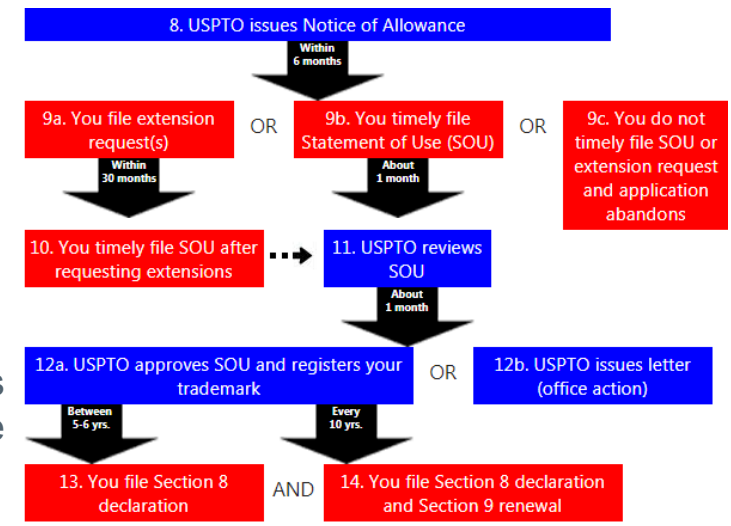 8. USPTO issues Notice of Allowance
Within
6 months
9a. You file extension
request(s)
OR
9b. You timely file
Statement of Use (SOU)
OR
9c. You do not
timely file SOU or
extension request
and application
abandons
Within
30 months
About
1 month
10. You timely file SOU after
requesting extensions
11. USPTO reviews
SOU
About
1 month
12a. USPTO approves SOU and registers your
trademark
OR
12b. USPTO issues letter
(office action)
s
e
Between
5-6 yrs.
Every
10 yrs.
13. You file Section 8
declaration
AND
14. You file Section 8 declaration
and Section 9 renewal